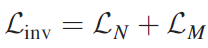 ℒ_inv = ℒ_N + ℒ_M